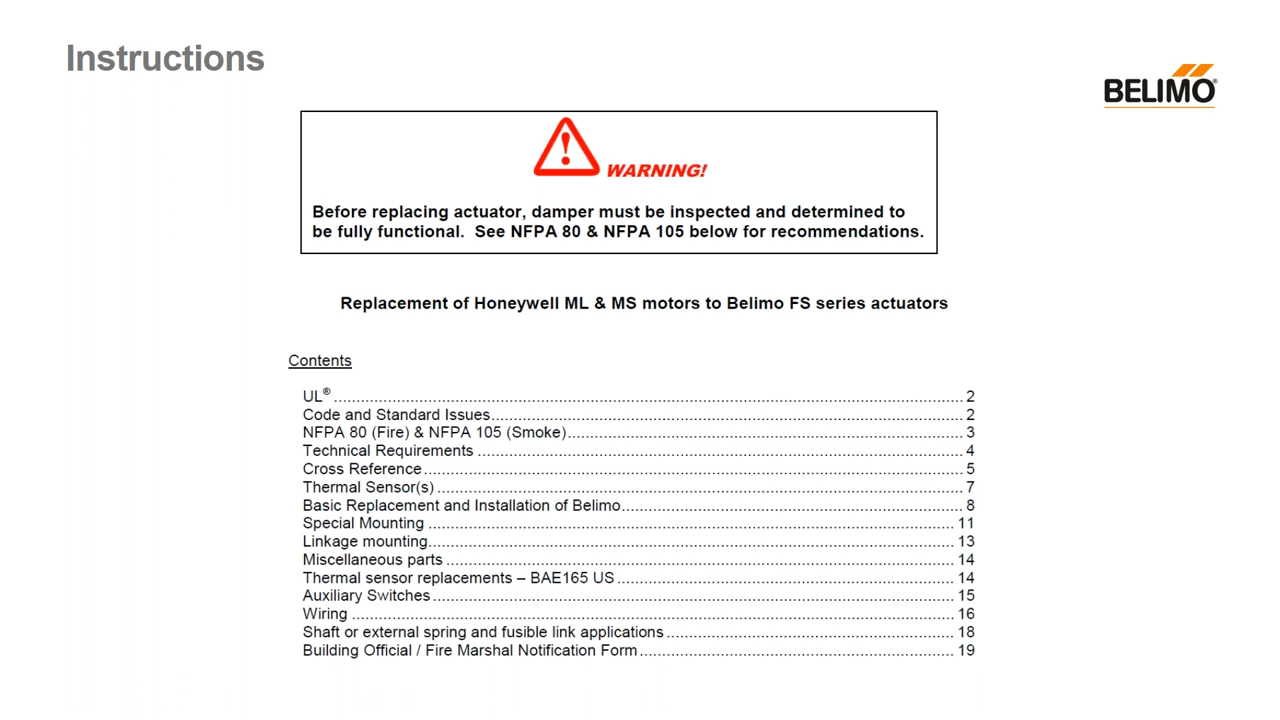 Instructions
BELIMO®
WARNING!
Before replacing actuator, damper must be inspected and determined to
be fully functional. See NFPA 80 & NFPA 105 below for recommendations.
Replacement of Honeywell ML & MS motors to Belimo FS series actuators
Contents
UL® ........................................ 2
Code and Standard Issues........................................ 2
NFPA 80 (Fire) & NFPA 105 (Smoke)........................................ 3
Technical Requirements ........................................ 4
Cross Reference........................................ 5
Thermal Sensor(s) ........................................ 7
Basic Replacement and Installation of Belimo........................................ 8
Special Mounting ........................................ 11
Linkage mounting........................................ 13
Miscellaneous parts ........................................ 14
Thermal sensor replacements – BAE165 US ........................................ 14
Auxiliary Switches ........................................ 15
Wiring ........................................ 16
Shaft or external spring and fusible link applications ........................................ 18
Building Official / Fire Marshal Notification Form........................................ 19